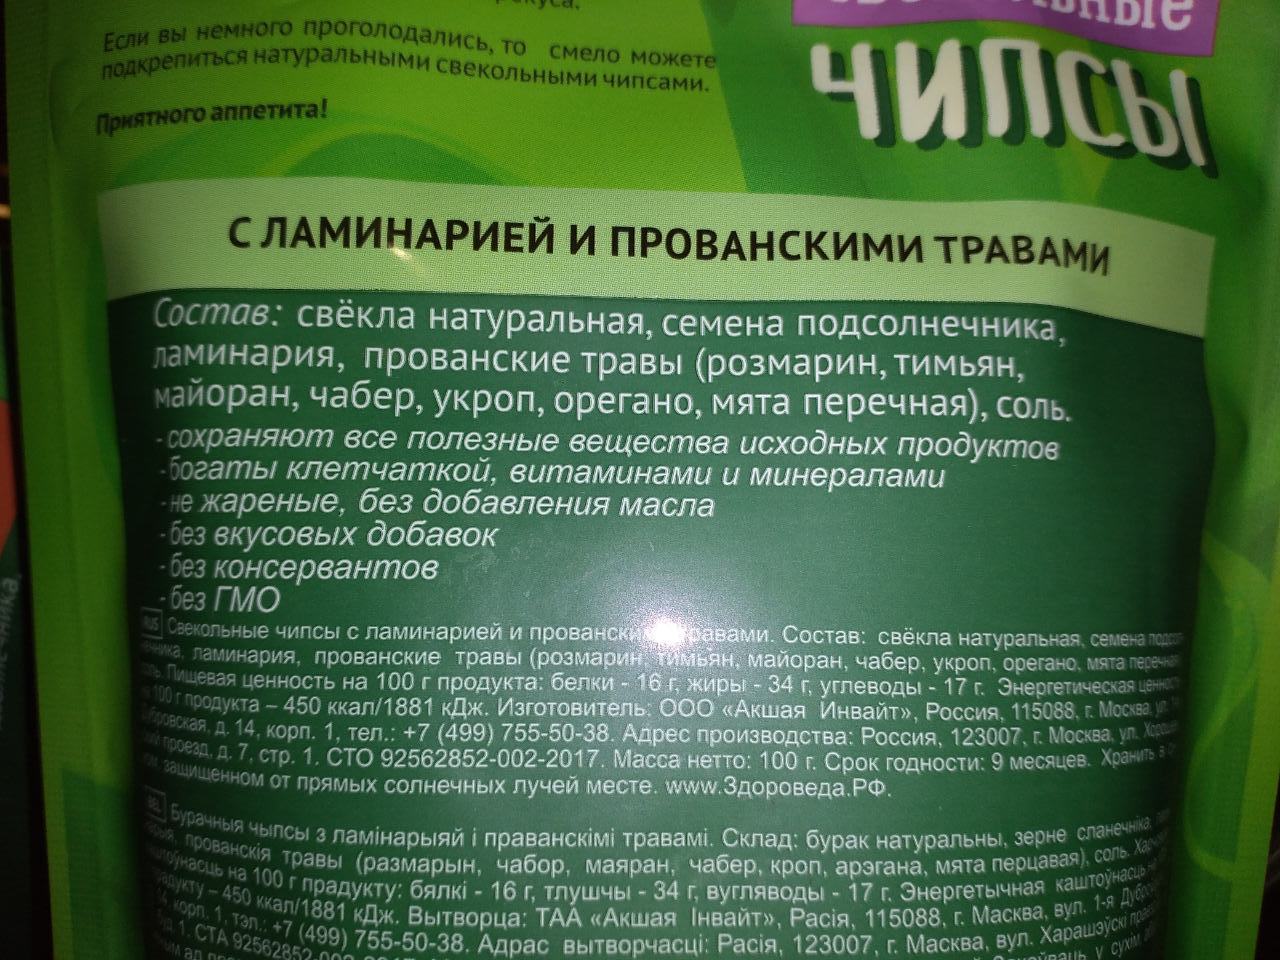 Если вы немного проголодались, то смело можете
подкрепиться натуральными свекольными чипсами.
Приятного аппетита!
ЧИПСЫ
С ЛАМИНАРИЕЙ И ПРОВАНСКИМИ ТРАВАМИ
Состав: свёкла натуральная, семена подсолнечника,
ламинария, прованские травы (розмарин, тимьян,
майоран, чабер, укроп, орегано, мята перечная), соль.
-сохраняют все полезные вещества исходных продуктов
-богаты клетчаткой, витаминами и минералами
-не жареные, без добавления масла
-без вкусовых добавок
-без консервантов
-без ГМО
RUS Свекольные чипсы с ламинарией и прованскими травами. Состав: свёкла натуральная, семена
ламинария, прованские травы (розмарин, тимьян, майоран, чабер, укроп, орегано, мята
Пищевая ценность на 100 г продукта: белки - 16 г, жиры - 34 г, углеводы - 17 г. Энергетическая
на 100 г продукта – 450 ккал/1881 кДж. Изготовитель: ООО «Акшая Инвайт», Россия, 115088, г. Москва, ул.
Дубровская, д. 14, корп. 1, тел.: +7 (499) 755-50-38. Адрес производства: Россия, 123007, г. Москва, ул.
проезд, д. 7, стр. 1. СТО 92562852-002-2017. Масса нетто: 100 г. Срок годности: 9 месяцев. Хранить в
защищенном от прямых солнечных лучей месте. www.Здороведа.РФ.
BEL Бурачныя чыпсы з ламінарыяй і праванскімі травамі. Склад: бурак натуральны, зерне сланечніка,
прованскія травы (размарын, чабор, маяран, чабер, кроп, арэгана, мята перцавая), соль.
на 100 г прадукту: бялкі - 16 г, тлушчы - 34 г, вугляводы - 17 г. Энергетычная каштоўнасць
прадукту – 450 ккал/1881 кДж. Вытворца: ТАА «Акшая Інвайт», Расія, 115088, г. Масква, вул. 1-я
14, корп. 1, тэл.: +7 (499) 755-50-38. Адрас вытворчасці: Расія, 123007, г. Масква, вул. Харашэўскі